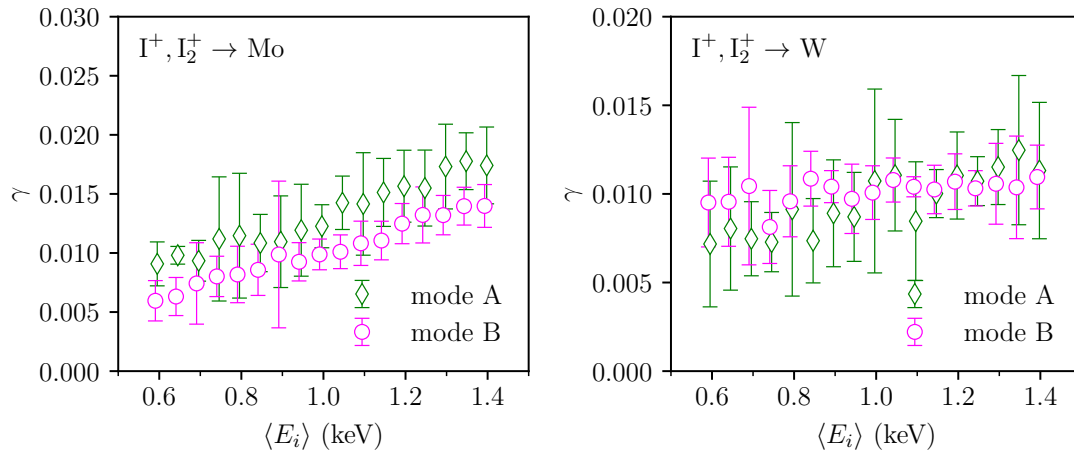 I⁺, I₂⁺ → Mo
γ
0.030
0.025
0.020
0.015
0.010
0.005
0.000
mode A
mode B
0.6 0.8 1.0 1.2 1.4
⟨Eᵢ⟩ (keV)
I⁺, I₂⁺ → W
γ
0.020
0.015
0.010
0.005
0.000
mode A
mode B
0.6 0.8 1.0 1.2 1.4
⟨Eᵢ⟩ (keV)